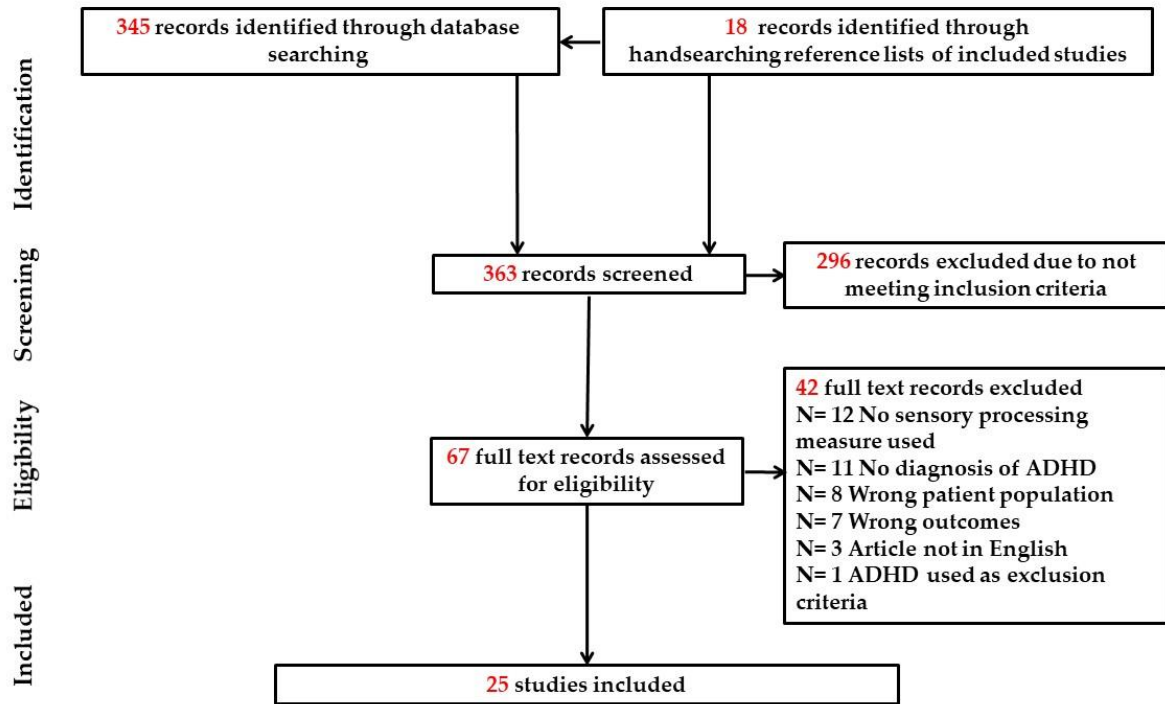 345 records identified through database
searching
18 records identified through
handsearching reference lists of included studies
Identification
363 records screened
296 records excluded due to not
meeting inclusion criteria
Screening
67 full text records assessed
for eligibility
42 full text records excluded
N= 12 No sensory processing
measure used
N= 11 No diagnosis of ADHD
N= 8 Wrong patient population
N= 7 Wrong outcomes
N= 3 Article not in English
N= 1 ADHD used as exclusion
criteria
Eligibility
25 studies included
Included